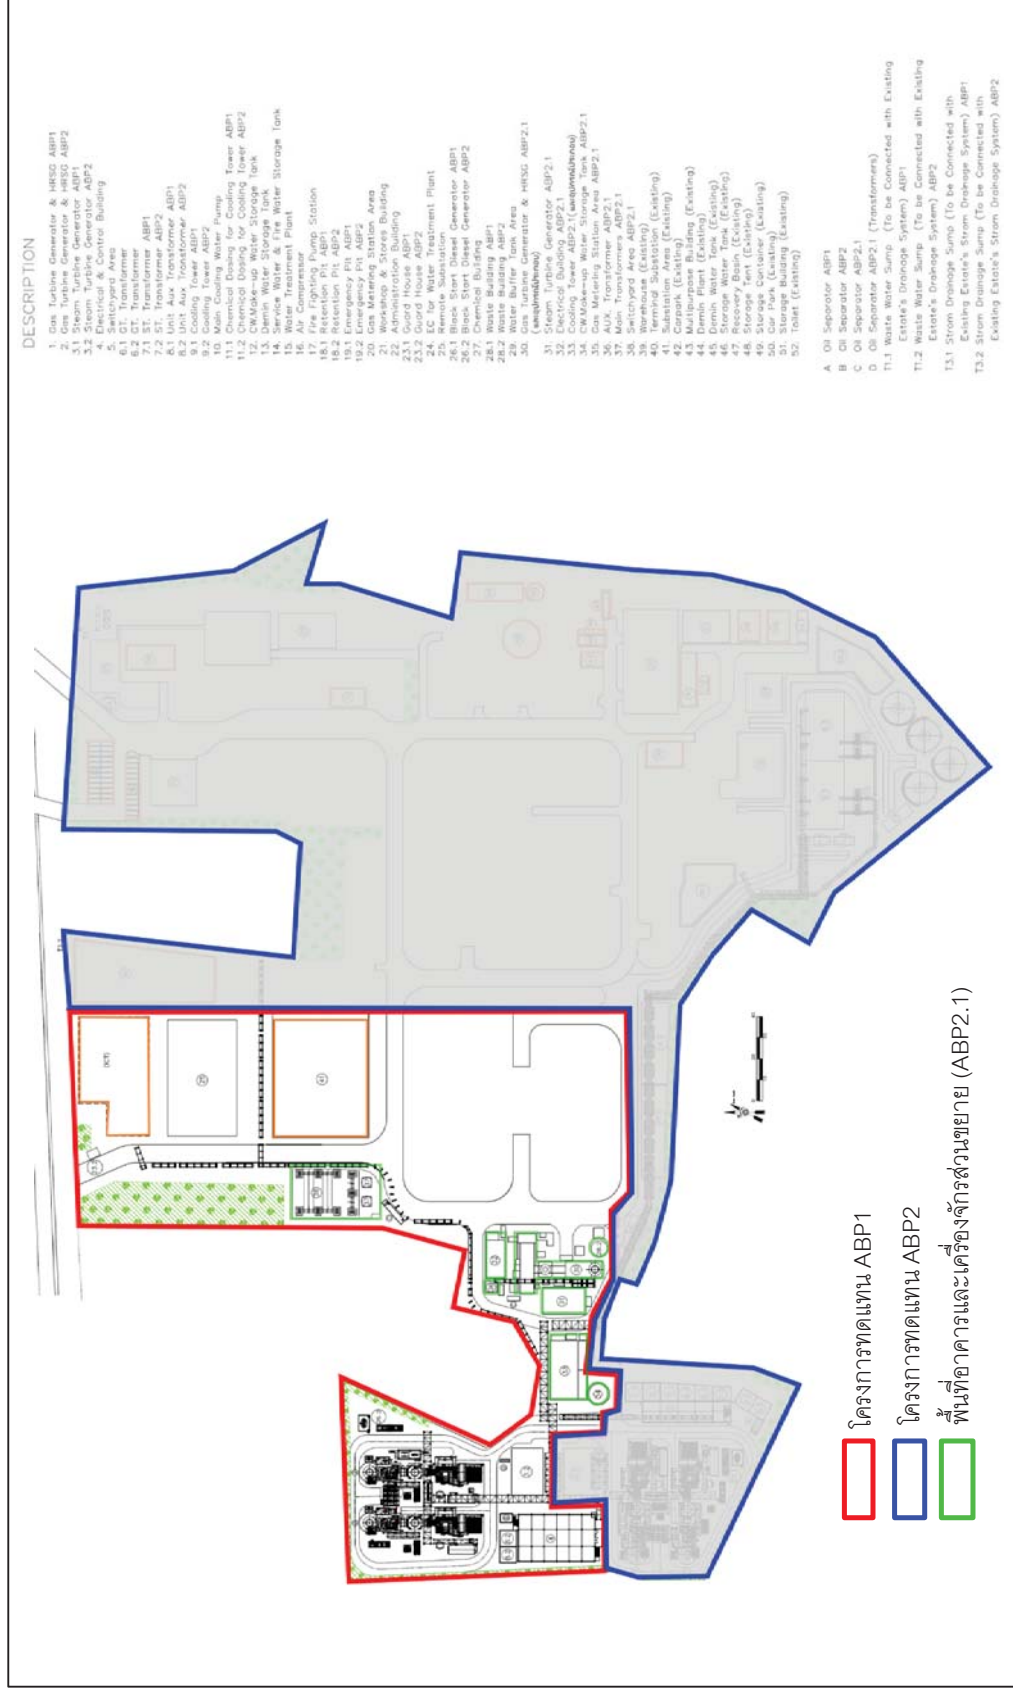 DESCRIPTION
1. Gas Turbine Generator & HRSG ABP1
2. Gas Turbine Generator & HRSG ABP2
3.1 Steam Turbine Generator ABP1
3.2 Steam Turbine Generator ABP2
4. Electrical & Control Building
5. Switchyard Area
6.1 GT. Transformer
6.2 GT. Transformer
7.1 ST. Transformer ABP1
7.2 ST. Transformer ABP2
8.1 Unit Aux Transformer ABP1
8.2 Aux Transformer ABP2
9.1 Cooling Tower ABP1
9.2 Cooling Tower ABP2
10. Main Cooling Water Pump
11.1 Chemical Dosing for Cooling Tower ABP1
11.2 Chemical Dosing for Cooling Tower ABP2
12. CW.Make-up Water Storage Tank
13. Demin Water Storage Tank
14. Service Water & Fire Water Storage Tank
15. Water Treatment Plant
16. Air Compressor
17. Fire Fighting Pump Station
18.1 Retention Pit ABP1
18.2 Retention Pit ABP2
19.1 Emergency Pit ABP1
19.2 Emergency Pit ABP2
20. Gas Metering Station Area
21. Workshop & Stores Building
22. Administration Building
23.1 Guard House ABP1
23.2 Guard House ABP2
24. EC for Water Treatment Plant
25. Remote Substation
26.1 Black Start Diesel Generator ABP1
26.2 Black Start Diesel Generator ABP2
27. Chemical Building
28.1 Waste Building ABP1
28.2 Waste Building ABP2
29. Water Buffer Tank Area
30. Gas Turbine Generator & HRSG ABP2.1
31. Steam Turbine Generator ABP2.1
32. Electrical Building ABP2.1
33. Cooling Tower ABP2.1
34. CW.Make-up Water Storage Tank ABP2.1
35. Gas Metering Station Area ABP2.1
36. AUX. Transformer ABP2.1
37. Main Transformers ABP2.1
38. Switchyard Area ABP2.1
39. Warehouse (Existing)
40. Terminal Substation (Existing)
41. Substation Area (Existing)
42. Carpark (Existing)
43. Multipurpose Building (Existing)
44. Demin Plant (Existing)
45. Demin Water Tank (Existing)
46. Storage Water Tank (Existing)
47. Recovery Basin (Existing)
48. Storage Tent (Existing)
49. Storage Container (Existing)
50. Car Park (Existing)
51. Storage Building (Existing)
52. Toilet (Existing)
A Oil Separator ABP1
B Oil Separator ABP2
C Oil Separator ABP2.1
D Oil Separator ABP2.1 (Transformers)
T1.1 Waste Water Sump (To be Connected with Existing
Estate's Drainage System) ABP1
T1.2 Waste Water Sump (To be Connected with Existing
Estate's Drainage System) ABP2
T3.1 Strom Drainage Sump (To be Connected with
Existing Estate's Strom Drainage System) ABP1
T3.2 Strom Drainage Sump (To be Connected with
Existing Estate's Strom Drainage System) ABP2
โครงการทดแทน ABP1
โครงการทดแทน ABP2
พื้นที่อาคารและเครื่องจักรส่วนขยาย (ABP2.1)